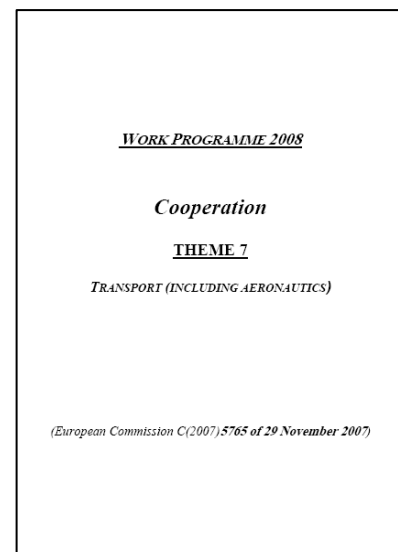 WORK PROGRAMME 2008
Cooperation
THEME 7
TRANSPORT (INCLUDING AERONAUTICS)
(European Commission C(2007) 5765 of 29 November 2007)